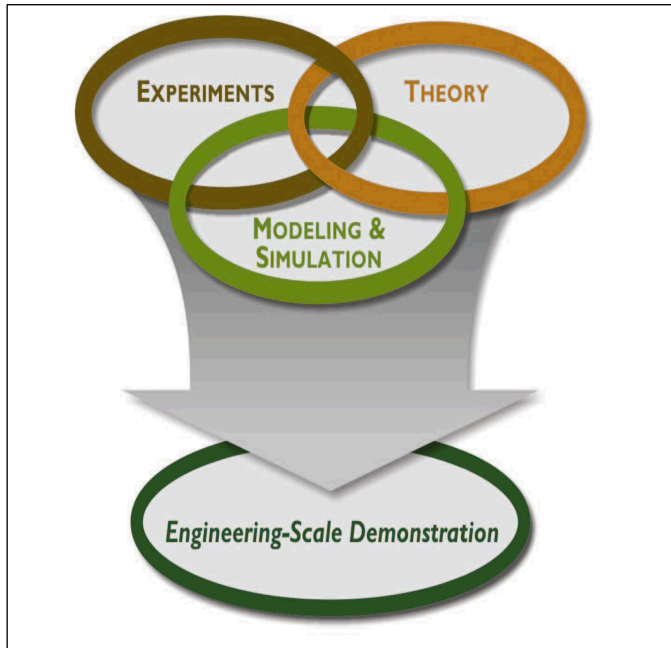 EXPERIMENTS
THEORY
MODELING &
SIMULATION
Engineering-Scale Demonstration